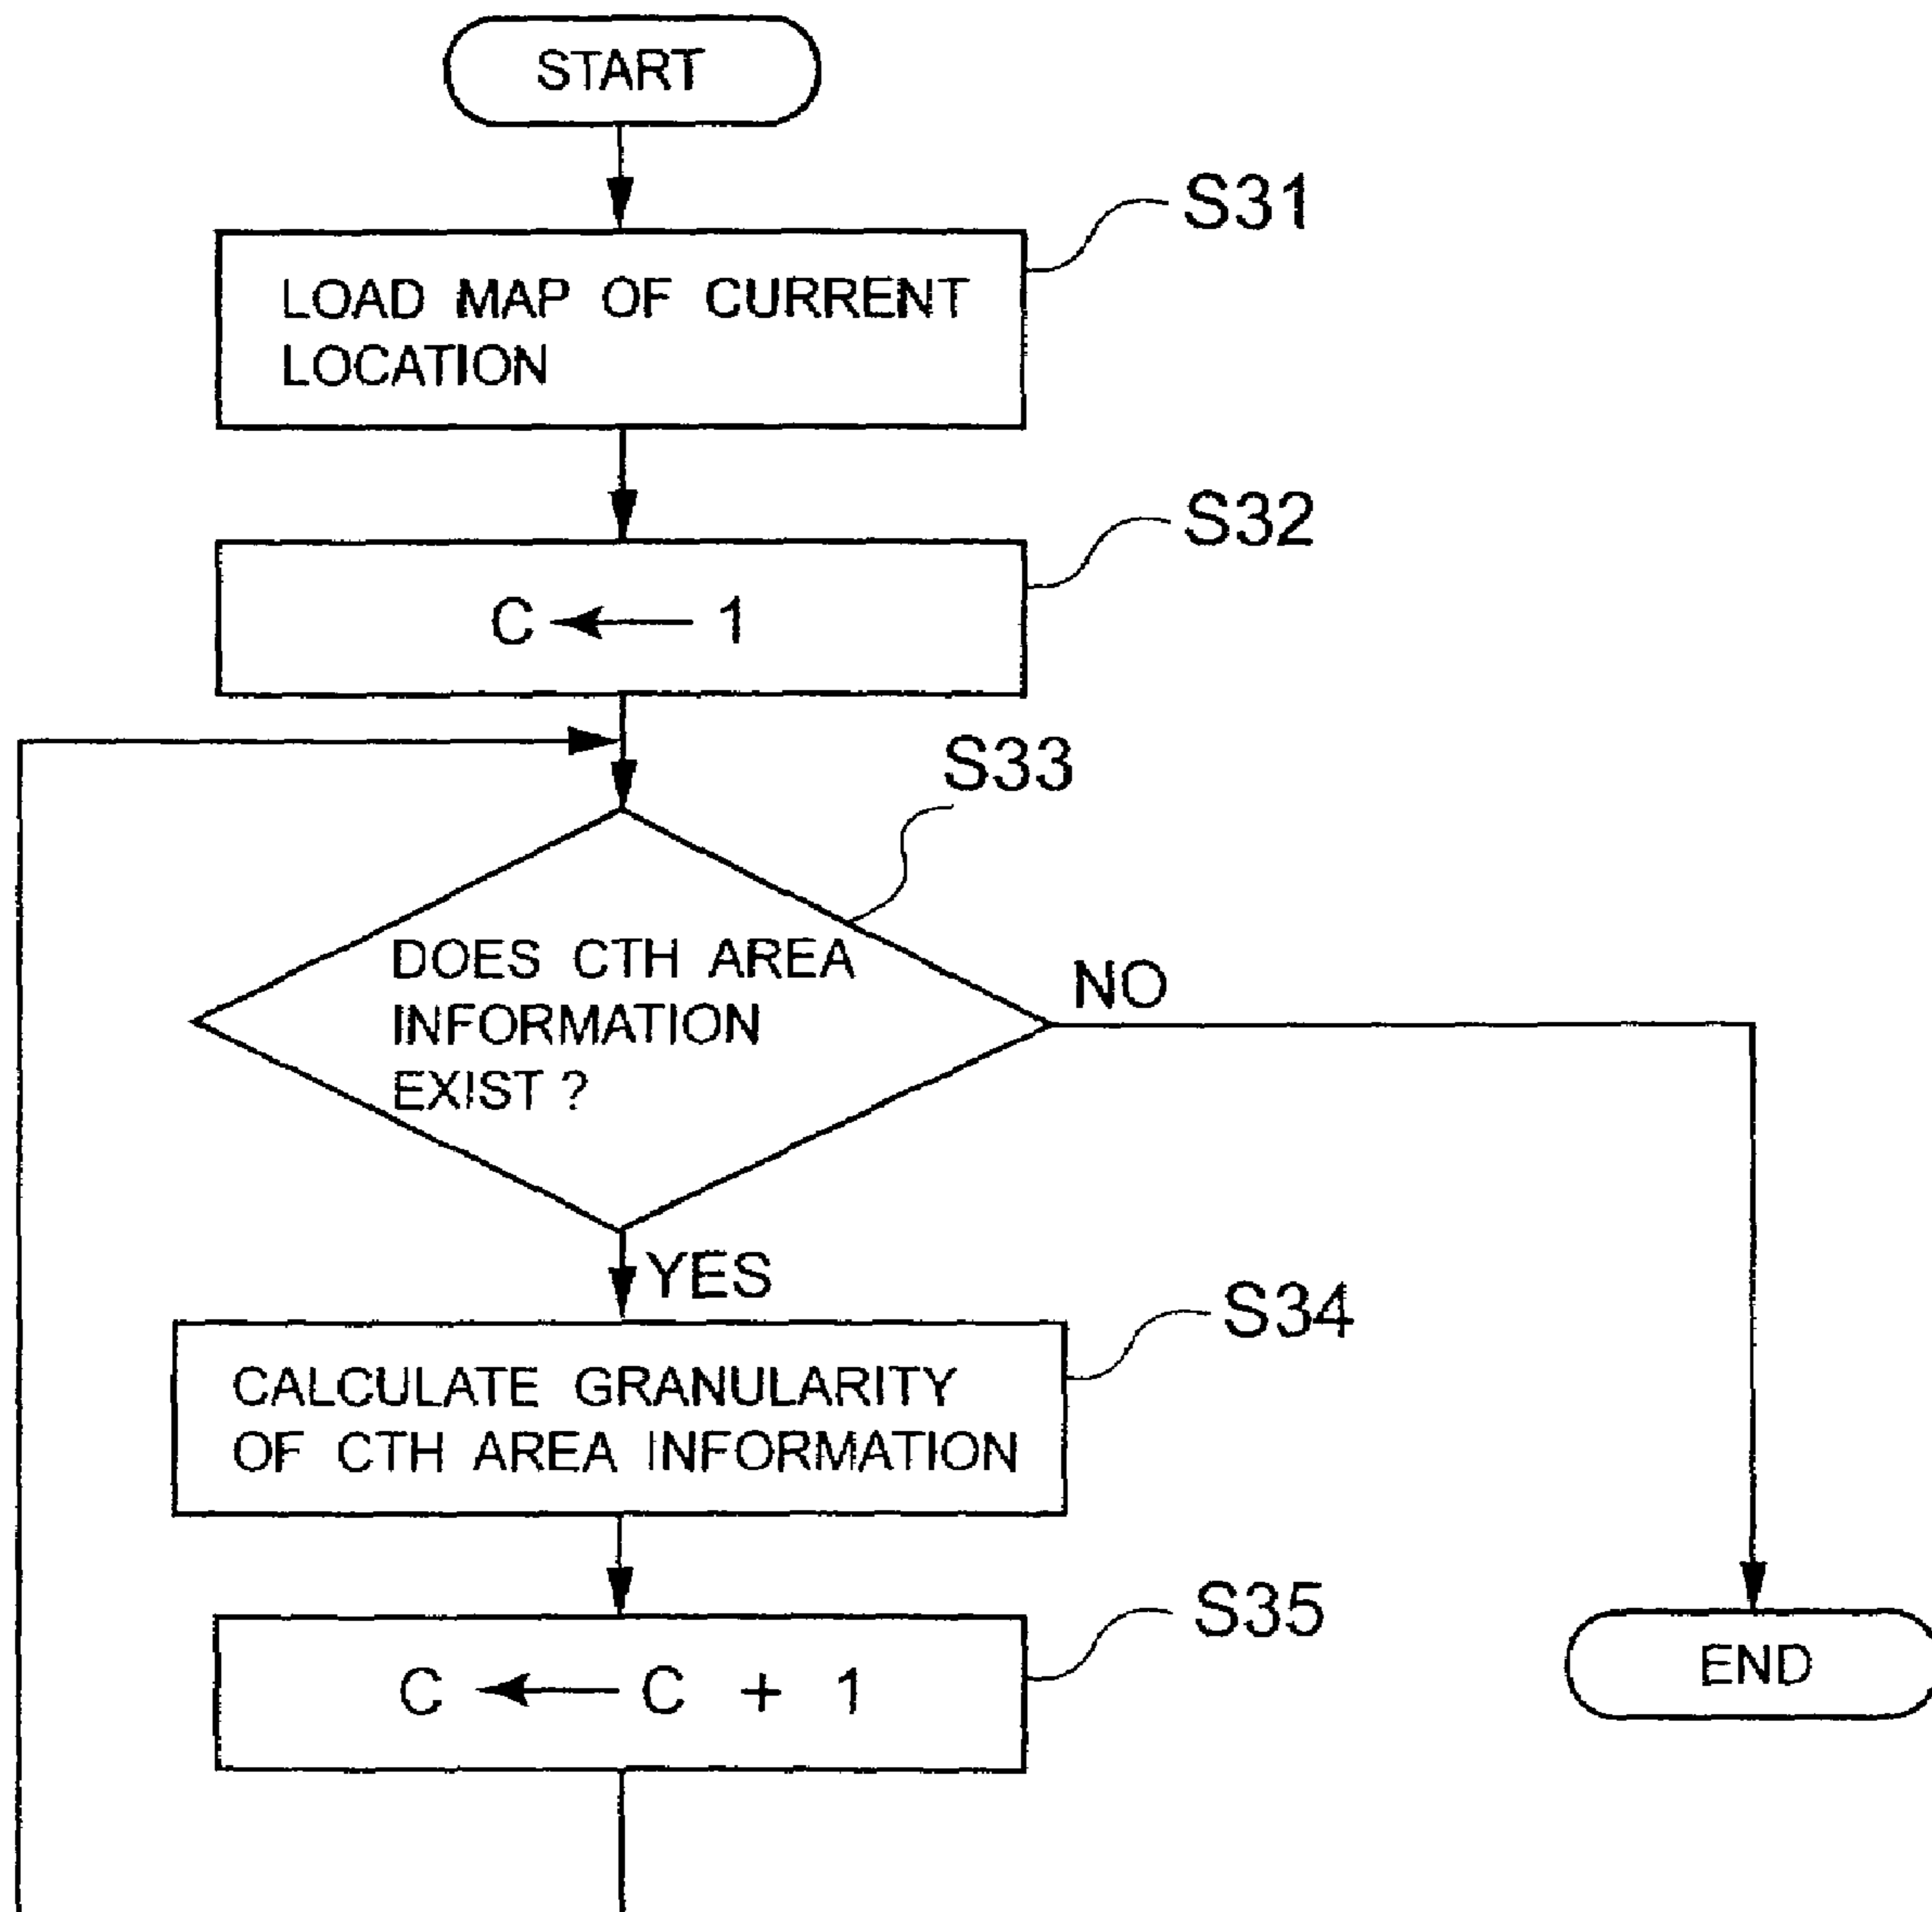 START
S31
LOAD MAP OF CURRENT
LOCATION
S32
C ← 1
S33
DOES CTH AREA
INFORMATION
EXIST ?
NO
YES
S34
CALCULATE GRANULARITY
OF CTH AREA INFORMATION
S35
C ← C + 1
END